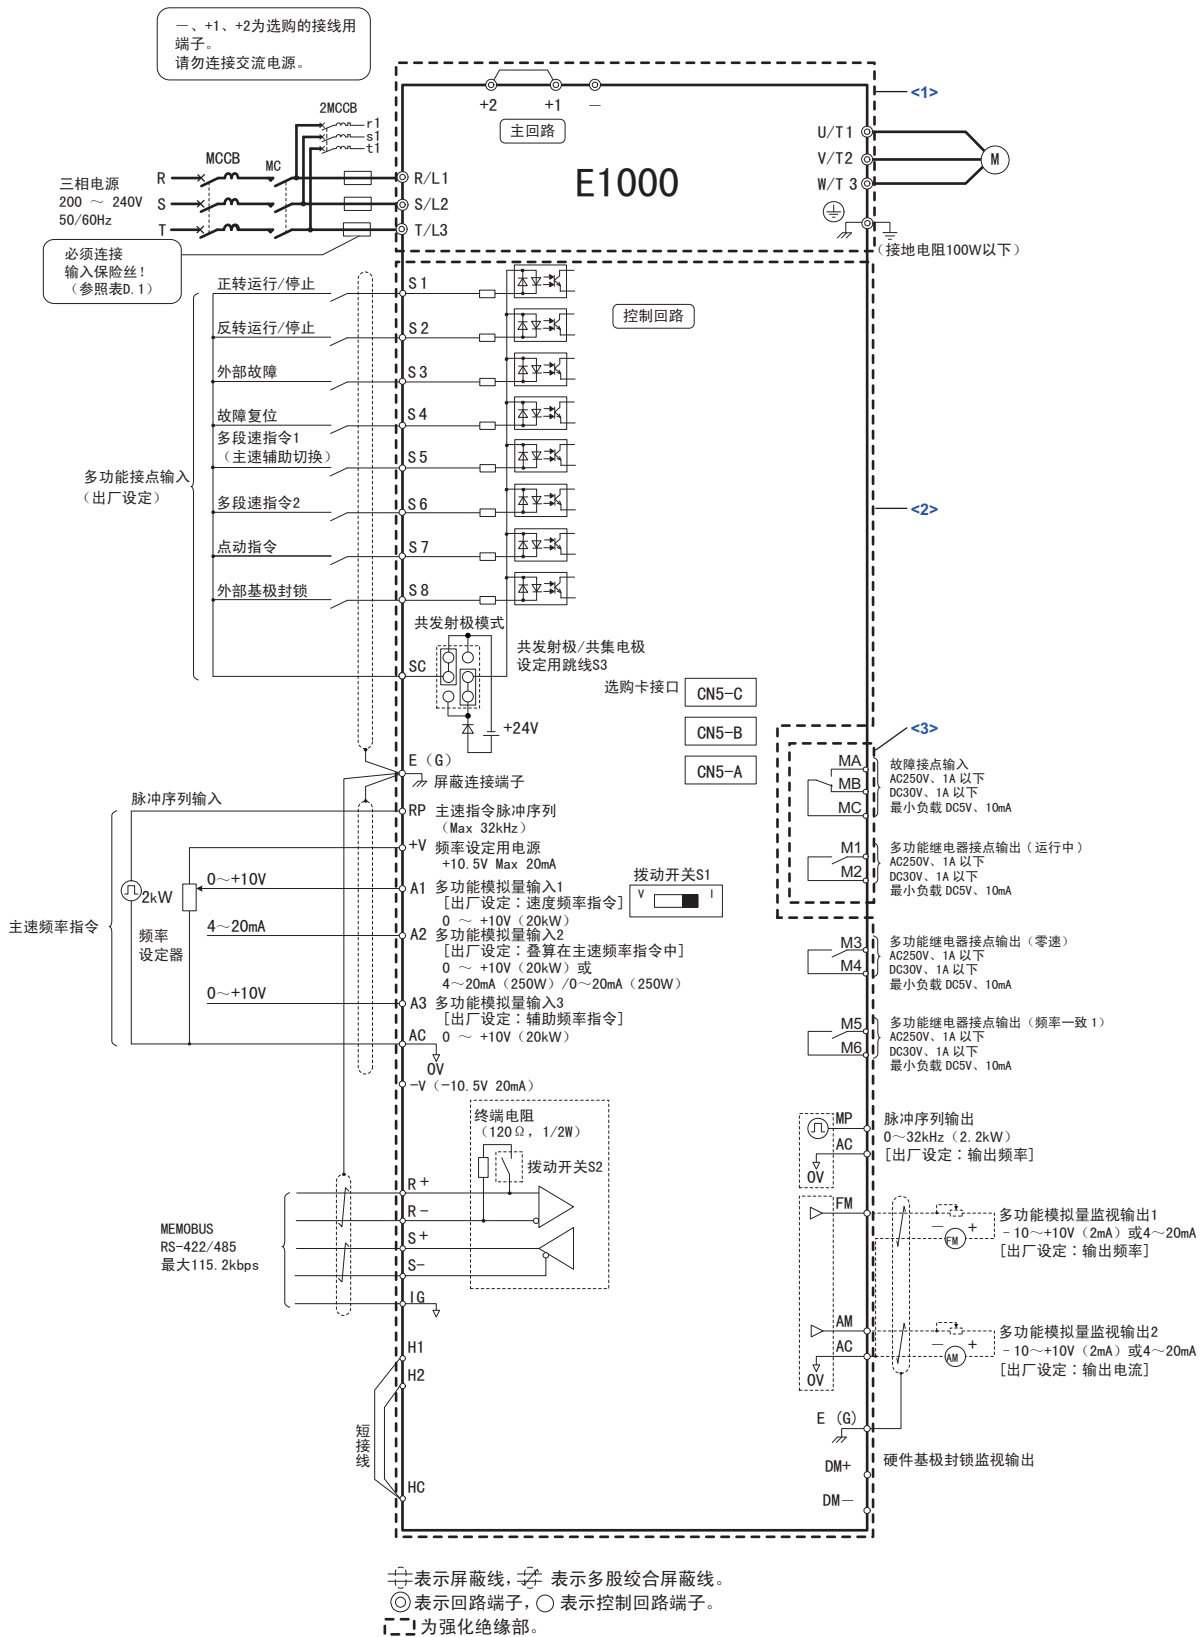 一、+1、+2为选购的接线用
端子。
请勿连接交流电源。
+2
+1
－
主回路
<1>
E1000
U/T1
V/T2
W/T 3
M
(接地电阻100W以下)
2MCCB
r1
s1
t1
MCCB
MC
三相电源
200 ～ 240V
50/60Hz
R
S
T
R/L1
S/L2
T/L3
必须连接
输入保险丝！
（参照表D.1）
控制回路
多功能接点输入
（出厂设定）
正转运行/停止
S1
反转运行/停止
S2
外部故障
S3
故障复位
S4
多段速指令1
（主速辅助切换）
S5
多段速指令2
S6
点动指令
S7
外部基极封锁
S8
<2>
共发射极模式
SC
共发射极/共集电极
设定用跳线S3
+24V
选购卡接口
CN5-C
CN5-B
CN5-A
<3>
E (G)
屏蔽连接端子
脉冲序列输入
RP
主速指令脉冲序列
（Max 32kHz）
+V
频率设定用电源
+10.5V Max 20mA
主速频率指令
2kW
频率
设定器
0～+10V
A1
多功能模拟量输入1
[出厂设定：速度频率指令]
0 ～ +10V（20kW）
4～20mA
A2
多功能模拟量输入2
[出厂设定：叠算在主速频率指令中]
0 ～ +10V（20kW）或
4～20mA（250W）/0～20mA（250W）
0～+10V
A3
多功能模拟量输入3
[出厂设定：辅助频率指令]
0 ～ +10V（20kW）
AC
0V
-V（-10.5V 20mA）
拨动开关S1
V
I
MA
MB
MC
故障接点输入
AC250V、1A 以下
DC30V、1A 以下
最小负载 DC5V、10mA
M1
M2
多功能继电器接点输出（运行中）
AC250V、1A 以下
DC30V、1A 以下
最小负载 DC5V、10mA
M3
M4
多功能继电器接点输出（零速）
AC250V、1A 以下
DC30V、1A 以下
最小负载 DC5V、10mA
M5
M6
多功能继电器接点输出（频率一致 1）
AC250V、1A 以下
DC30V、1A 以下
最小负载 DC5V、10mA
终端电阻
（120Ω，1/2W）
拨动开关S2
MEMOBUS
RS-422/485
最大115.2kbps
R+
R-
S+
S-
IG
MP
AC
0V
脉冲序列输出
0～32kHz（2.2kW）
[出厂设定：输出频率]
FM
－
+
FM
多功能模拟量监视输出1
-10～+10V（2mA）或4～20mA
[出厂设定：输出频率]
AM
AC
0V
－
+
AM
多功能模拟量监视输出2
-10～+10V（2mA）或4～20mA
[出厂设定：输出电流]
E (G)
硬件基极封锁监视输出
DM+
DM－
H1
H2
短接线
HC
表示屏蔽线， 表示多股绞合屏蔽线。
表示回路端子， 表示控制回路端子。
为强化绝缘部。